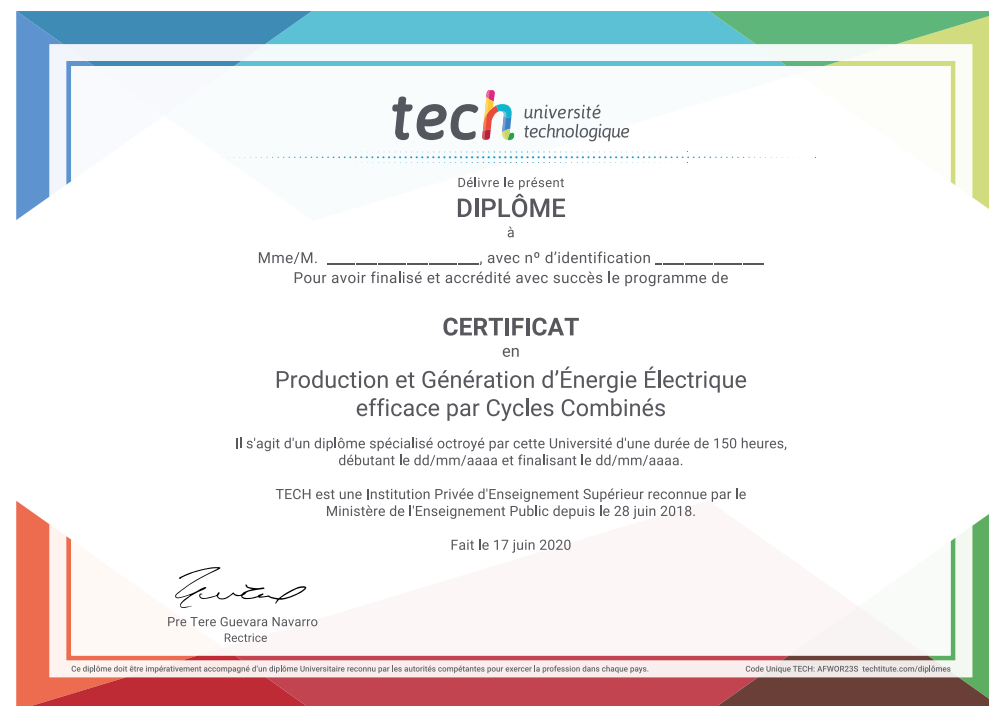 tech université
technologique
Délivre le présent
DIPLÔME
à
Mme/M. ________________, avec nº d'identification ____________
Pour avoir finalisé et accrédité avec succès le programme de
CERTIFICAT
en
Production et Génération d'Énergie Électrique
efficace par Cycles Combinés
Il s'agit d'un diplôme spécialisé octroyé par cette Université d'une durée de 150 heures,
débutant le dd/mm/aaaa et finalisant le dd/mm/aaaa.
TECH est une Institution Privée d'Enseignement Supérieur reconnue par le
Ministère de l'Enseignement Public depuis le 28 juin 2018.
Fait le 17 juin 2020
Pre Tere Guevara Navarro
Rectrice
Ce diplôme doit être impérativement accompagné d'un diplôme Universitaire reconnu par les autorités compétantes pour exercer la profession dans chaque pays.
Code Unique TECH: AFWOR23S techtitute.com/diplômes